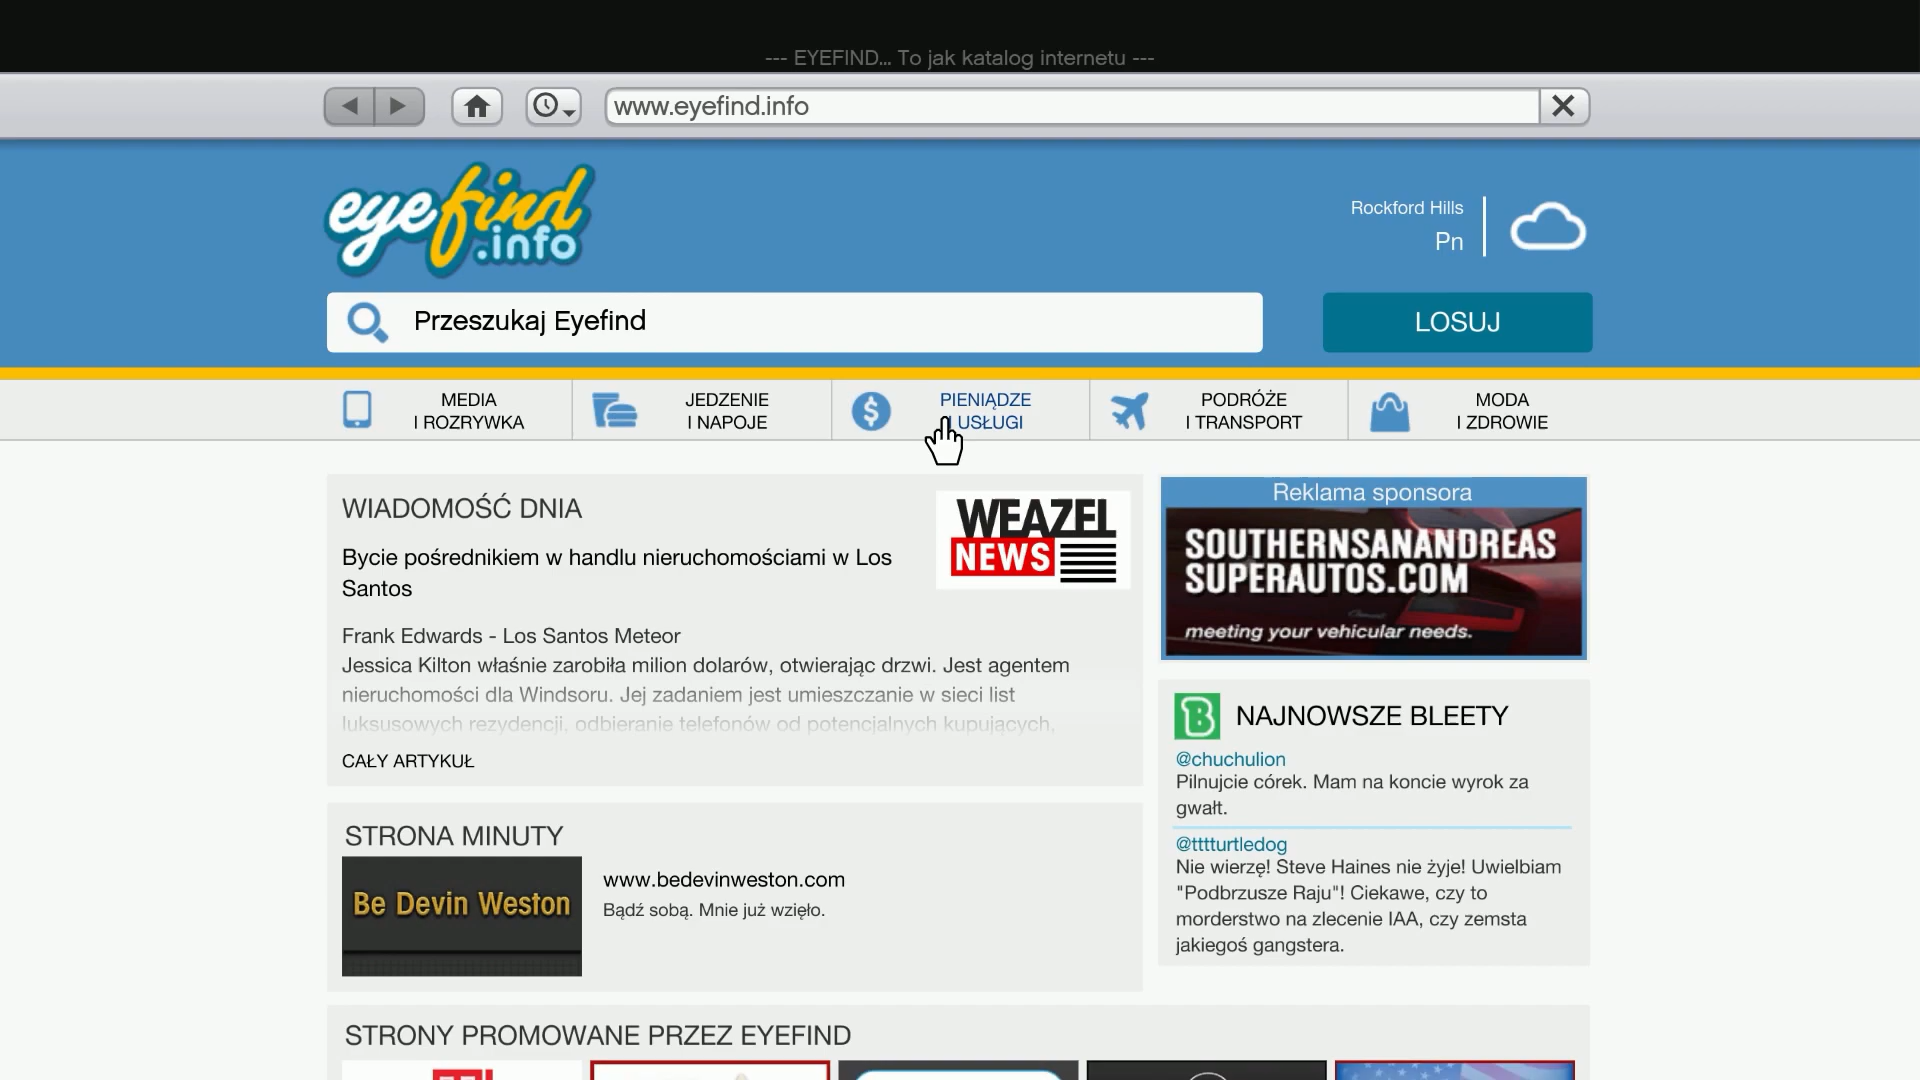 --- EYEFIND... To jak katalog internetu ---
www.eyefind.info
eyefind
.info
Rockford Hills
Pn
Przeszukaj Eyefind
LOSUJ
MEDIA
I ROZRYWKA
JEDZENIE
I NAPOJE
PIENIĄDZE
I USŁUGI
PODRÓŻE
I TRANSPORT
MODA
I ZDROWIE
WIADOMOŚĆ DNIA
WEAZEL
NEWS
Bycie pośrednikiem w handlu nieruchomościami w Los
Santos
Frank Edwards - Los Santos Meteor
Jessica Kilton właśnie zarobiła milion dolarów, otwierając drzwi. Jest agentem
nieruchomości dla Windsoru. Jej zadaniem jest umieszczanie w sieci list
luksusowych rezydencji, odbieranie telefonów od potencjalnych kupujących,
CAŁY ARTYKUŁ
Reklama sponsora
SOUTHERNSANANDREAS
SUPERAUTOS.COM
meeting your vehicular needs.
NAJNOWSZE BLEETY
@chuchulion
Pilnujcie córek. Mam na koncie wyrok za
gwałt.
@tttturtledog
Nie wierzę! Steve Haines nie żyje! Uwielbiam
"Podbrzusze Raju"! Ciekawe, czy to
morderstwo na zlecenie IAA, czy zemsta
jakiegoś gangstera.
STRONA MINUTY
Be Devin Weston
www.bedevinweston.com
Bądź sobą. Mnie już wzięło.
STRONY PROMOWANE PRZEZ EYEFIND